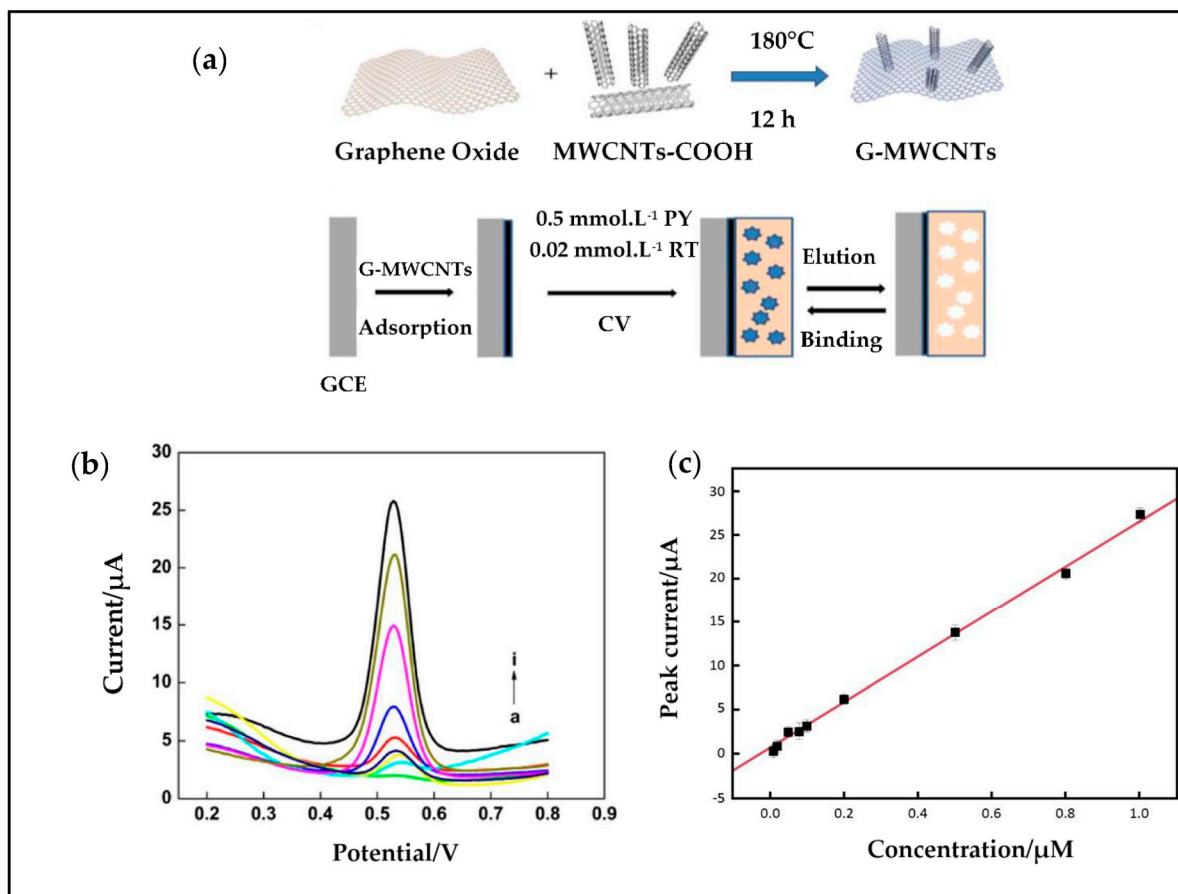 (a)
+
180°C
12 h
Graphene Oxide
MWCNTs-COOH
G-MWCNTs
G-MWCNTs
Adsorption
GCE
0.5 mmol.L⁻¹ PY
0.02 mmol.L⁻¹ RT
CV
Elution
Binding
(b)
30
25
20
15
10
5
0
0.2 0.3 0.4 0.5 0.6 0.7 0.8 0.9
Current/µA
Potential/V
i
a
(c)
30
25
20
15
10
5
0
-5
0.0 0.2 0.4 0.6 0.8 1.0
Peak current/µA
Concentration/µM